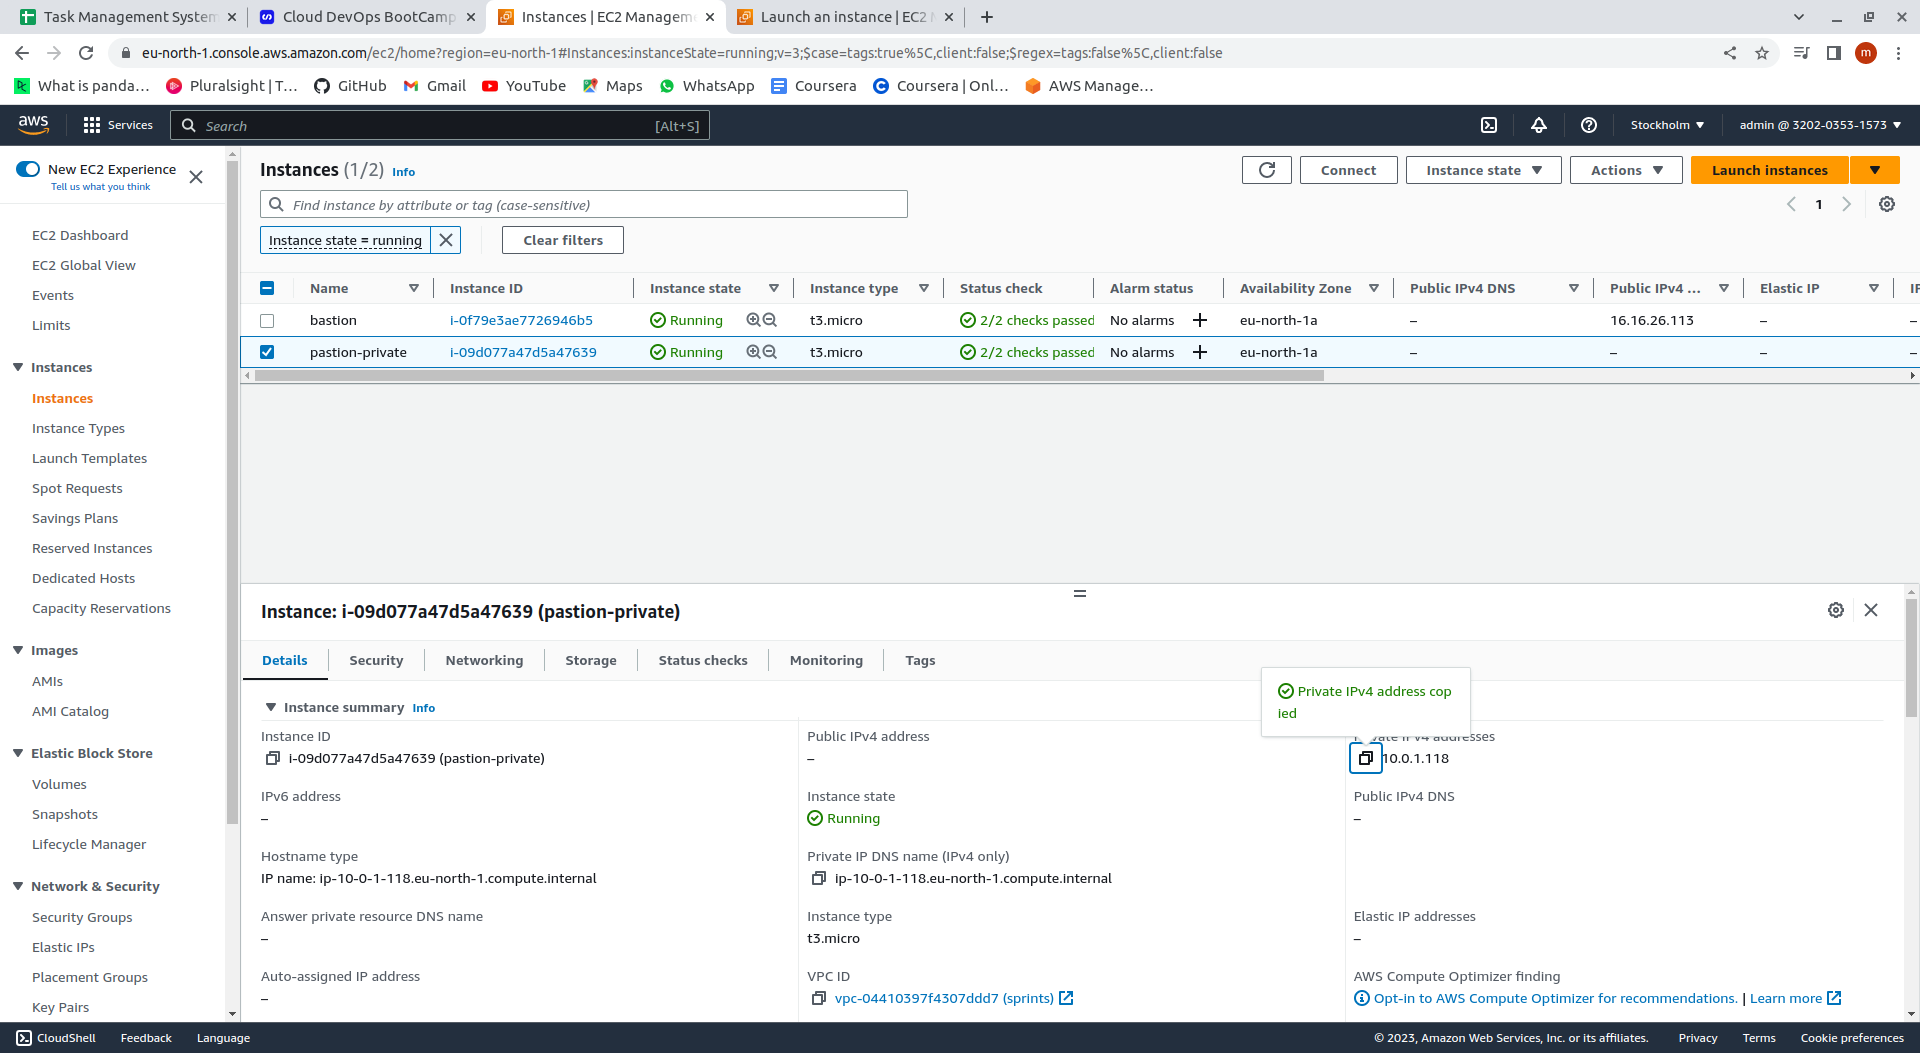 Task Management System
Cloud DevOps BootCamp
Instances | EC2 Managem
Launch an instance | EC2 M
eu-north-1.console.aws.amazon.com/ec2/home?region=eu-north-1#Instances:instanceState=running;v=3;$case=tags:true%5C,client:false;$regex=tags:false%5C,client:false
m
What is panda...
Pluralsight | T...
GitHub
Gmail
YouTube
Maps
WhatsApp
Coursera
Coursera | Onl...
AWS Manage...
aws
Services
Search
[Alt+S]
Stockholm
admin @ 3202-0353-1573
New EC2 Experience
Tell us what you think
EC2 Dashboard
EC2 Global View
Events
Limits
Instances
Instances
Instance Types
Launch Templates
Spot Requests
Savings Plans
Reserved Instances
Dedicated Hosts
Capacity Reservations
Images
AMIs
AMI Catalog
Elastic Block Store
Volumes
Snapshots
Lifecycle Manager
Network & Security
Security Groups
Elastic IPs
Placement Groups
Key Pairs
Instances (1/2) Info
Connect
Instance state
Actions
Launch instances
Find instance by attribute or tag (case-sensitive)
1
Instance state = running
Clear filters
Name Instance ID Instance state Instance type Status check Alarm status Availability Zone Public IPv4 DNS Public IPv4 ... Elastic IP IP
bastion i-0f79e3ae7726946b5 Running t3.micro 2/2 checks passed No alarms + eu-north-1a – 16.16.26.113 – –
pastion-private i-09d077a47d5a47639 Running t3.micro 2/2 checks passed No alarms + eu-north-1a – – – –
Instance: i-09d077a47d5a47639 (pastion-private)
Details
Security
Networking
Storage
Status checks
Monitoring
Tags
Private IPv4 address cop
ied
Instance summary Info
Instance ID
i-09d077a47d5a47639 (pastion-private)
Public IPv4 address
–
Private IPv4 addresses
10.0.1.118
IPv6 address
–
Instance state
Running
Public IPv4 DNS
–
Hostname type
IP name: ip-10-0-1-118.eu-north-1.compute.internal
Private IP DNS name (IPv4 only)
ip-10-0-1-118.eu-north-1.compute.internal
Answer private resource DNS name
–
Instance type
t3.micro
Elastic IP addresses
–
Auto-assigned IP address
–
VPC ID
vpc-04410397f4307ddd7 (sprints)
AWS Compute Optimizer finding
Opt-in to AWS Compute Optimizer for recommendations. | Learn more
CloudShell
Feedback
Language
© 2023, Amazon Web Services, Inc. or its affiliates.
Privacy
Terms
Cookie preferences